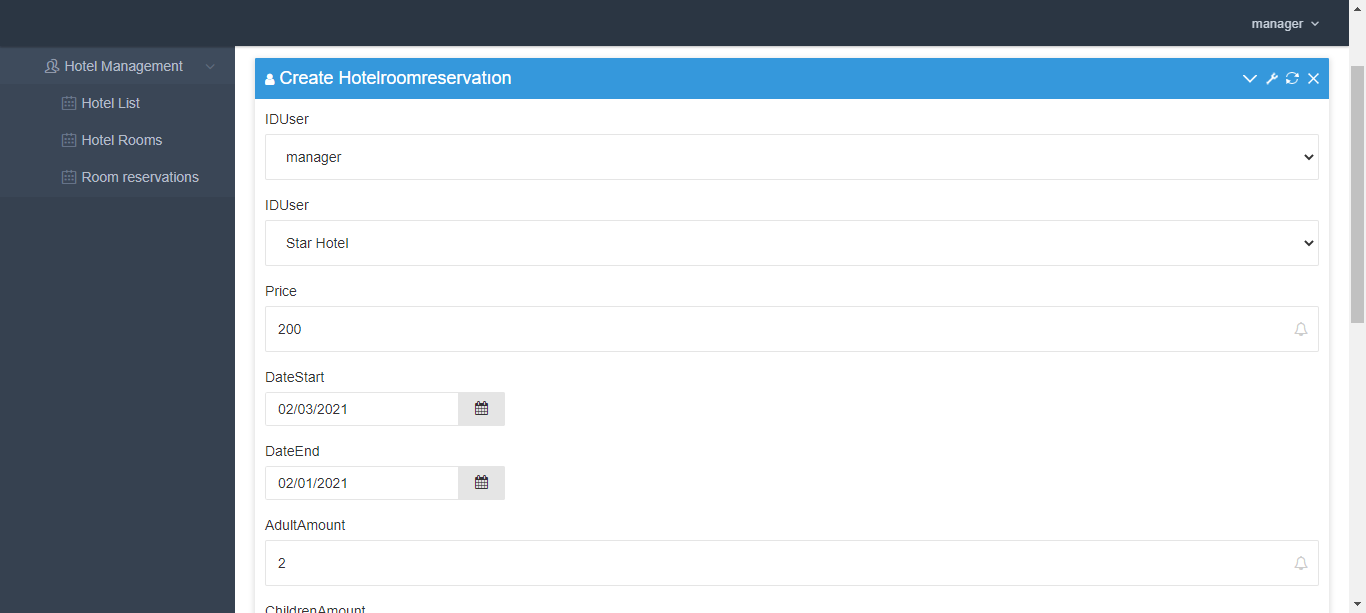 manager
Hotel Management
Hotel List
Hotel Rooms
Room reservations
Create Hotelroomreservatıon
IDUser
manager
IDUser
Star Hotel
Price
200
DateStart
02/03/2021
DateEnd
02/01/2021
AdultAmount
2
ChildrenAmount